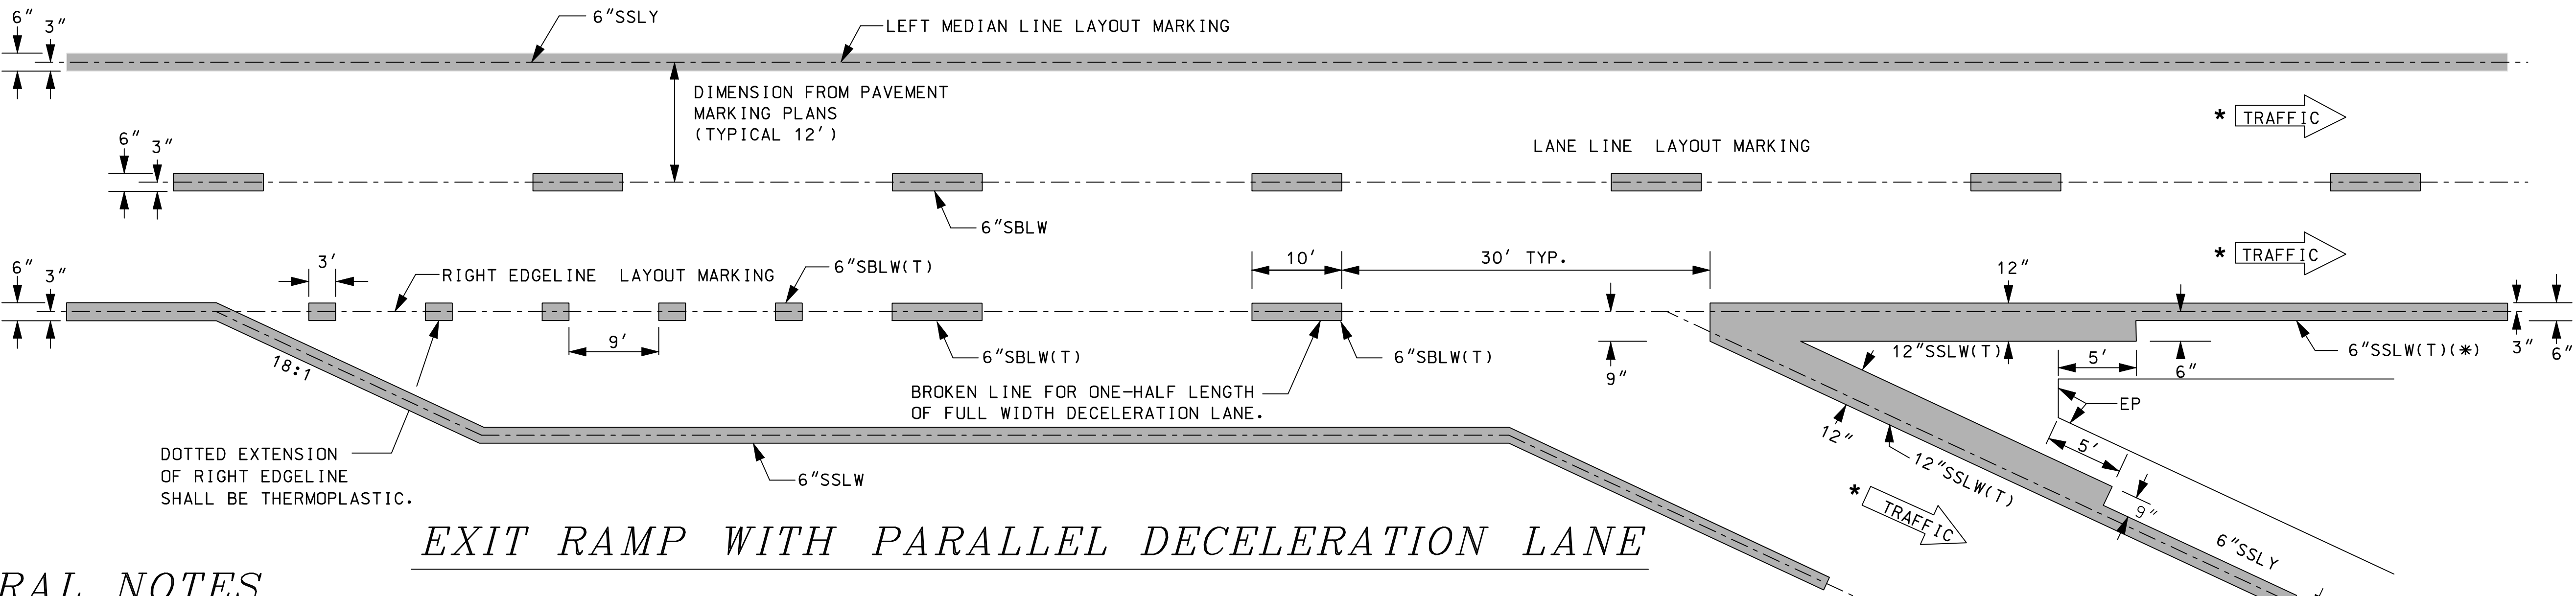 6" 3" 6"SSLY LEFT MEDIAN LINE LAYOUT MARKING
DIMENSION FROM PAVEMENT
MARKING PLANS
(TYPICAL 12')
* TRAFFIC
6" 3"
LANE LINE LAYOUT MARKING
6"SBLW
* TRAFFIC
6" 3" 3' RIGHT EDGELINE LAYOUT MARKING 6"SBLW(T) 10' 30' TYP. 12"
9' 6"SBLW(T) 6"SBLW(T) 9" 12"SSLW(T) 5' 6" 6"SSLW(T)(*) 3" 6"
18:1
BROKEN LINE FOR ONE-HALF LENGTH
OF FULL WIDTH DECELERATION LANE.
EP
12" 5'
DOTTED EXTENSION
OF RIGHT EDGELINE
SHALL BE THERMOPLASTIC.
6"SSLW
12"SSLW(T)
* TRAFFIC
9"
6"SSLY
EXIT RAMP WITH PARALLEL DECELERATION LANE
RAL NOTES